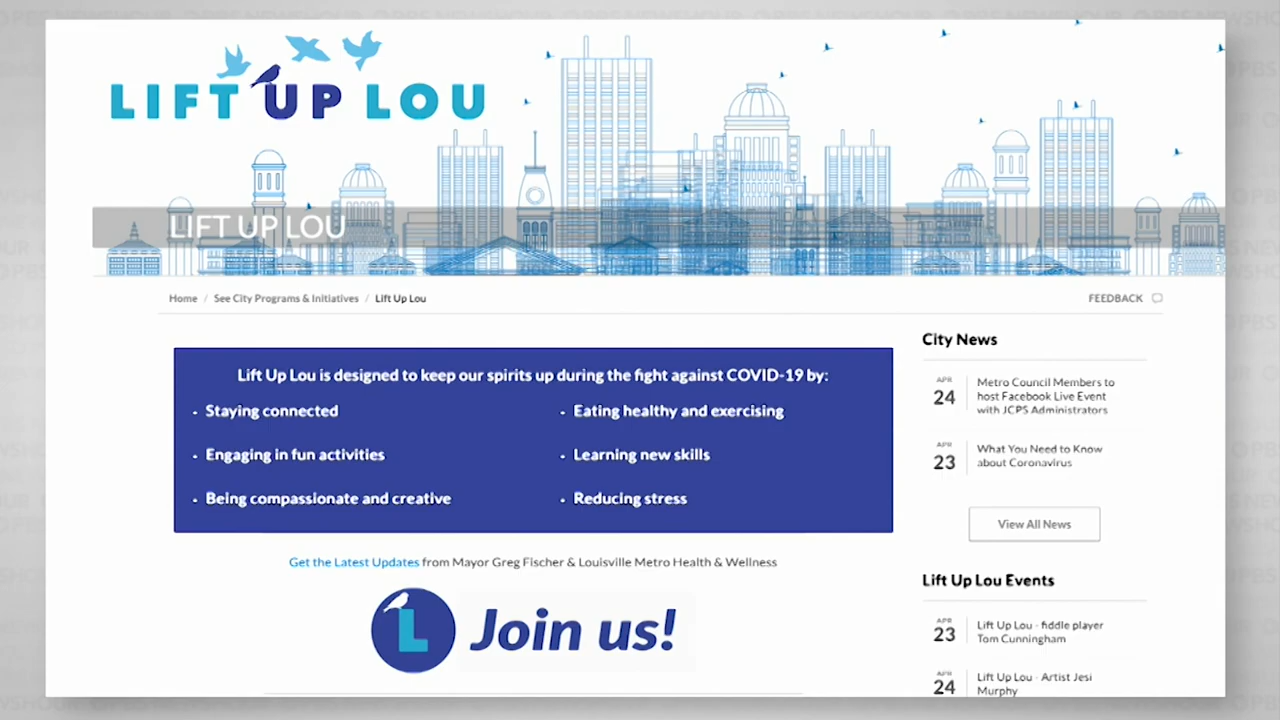 LIFT UP LOU
LIFT UP LOU
Home / See City Programs & Initiatives / Lift Up Lou
FEEDBACK
Lift Up Lou is designed to keep our spirits up during the fight against COVID-19 by:
· Staying connected
· Eating healthy and exercising
· Engaging in fun activities
· Learning new skills
· Being compassionate and creative
· Reducing stress
Get the Latest Updates from Mayor Greg Fischer & Louisville Metro Health & Wellness
L Join us!
City News
APR
24
Metro Council Members to
host Facebook Live Event
with JCPS Administrators
APR
23
What You Need to Know
about Coronavirus
View All News
Lift Up Lou Events
APR
23
Lift Up Lou - fiddle player
Tom Cunningham
APR
24
Lift Up Lou - Artist Jesi
Murphy